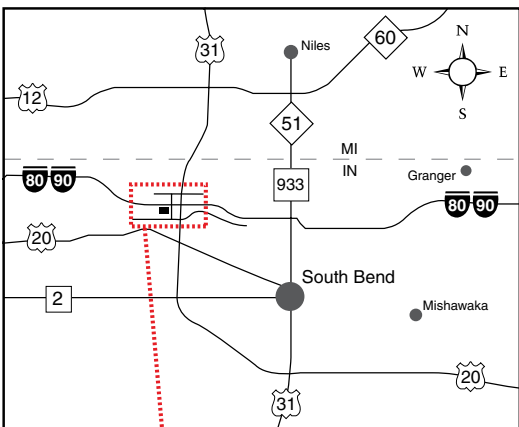 31
60
Niles
N
W E
S
12
51
MI
IN
Granger
80 90
933
80 90
20
South Bend
2
Mishawaka
20
31